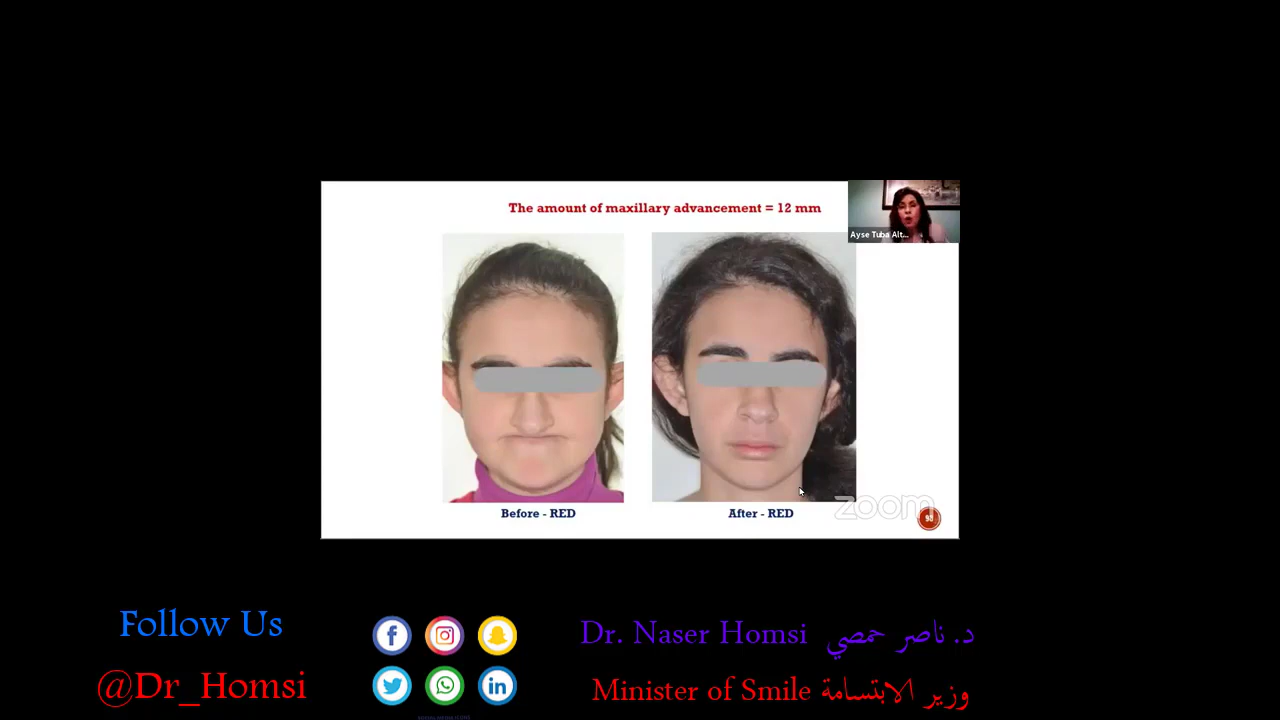 The amount of maxillary advancement = 12 mm
Ayse Tuba Alt...
Before - RED
After - RED
zoom
93
Follow Us
Dr. Naser Homsi د. ناصر حمصي
@Dr_Homsi
Minister of Smile وزير الابتسامة